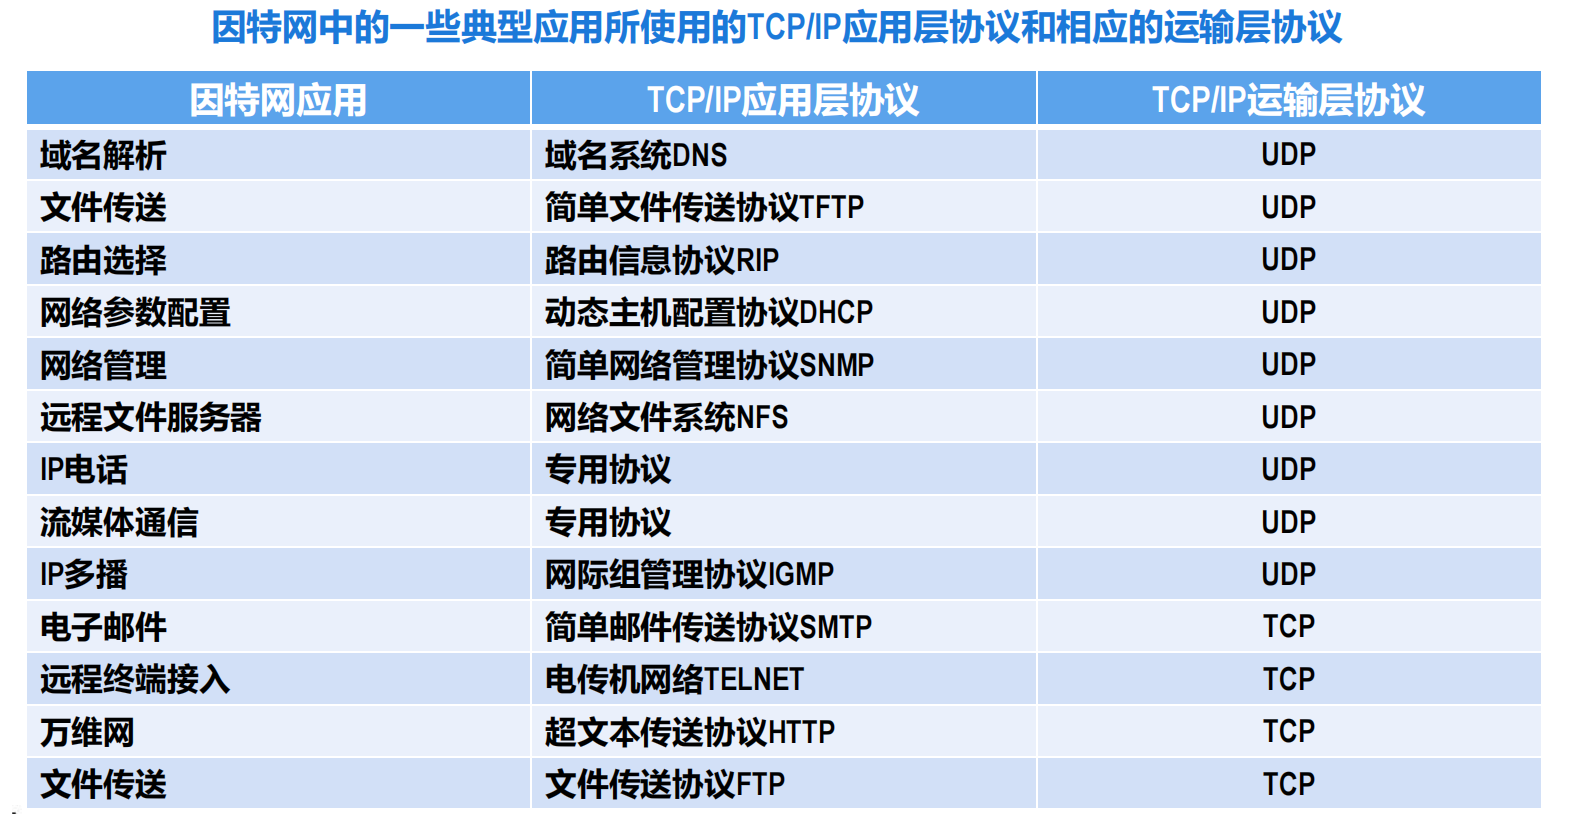 因特网中的一些典型应用所使用的TCP/IP应用层协议和相应的运输层协议
因特网应用 TCP/IP应用层协议 TCP/IP运输层协议
域名解析 域名系统DNS UDP
文件传送 简单文件传送协议TFTP UDP
路由选择 路由信息协议RIP UDP
网络参数配置 动态主机配置协议DHCP UDP
网络管理 简单网络管理协议SNMP UDP
远程文件服务器 网络文件系统NFS UDP
IP电话 专用协议 UDP
流媒体通信 专用协议 UDP
IP多播 网际组管理协议IGMP UDP
电子邮件 简单邮件传送协议SMTP TCP
远程终端接入 电传机网络TELNET TCP
万维网 超文本传送协议HTTP TCP
文件传送 文件传送协议FTP TCP